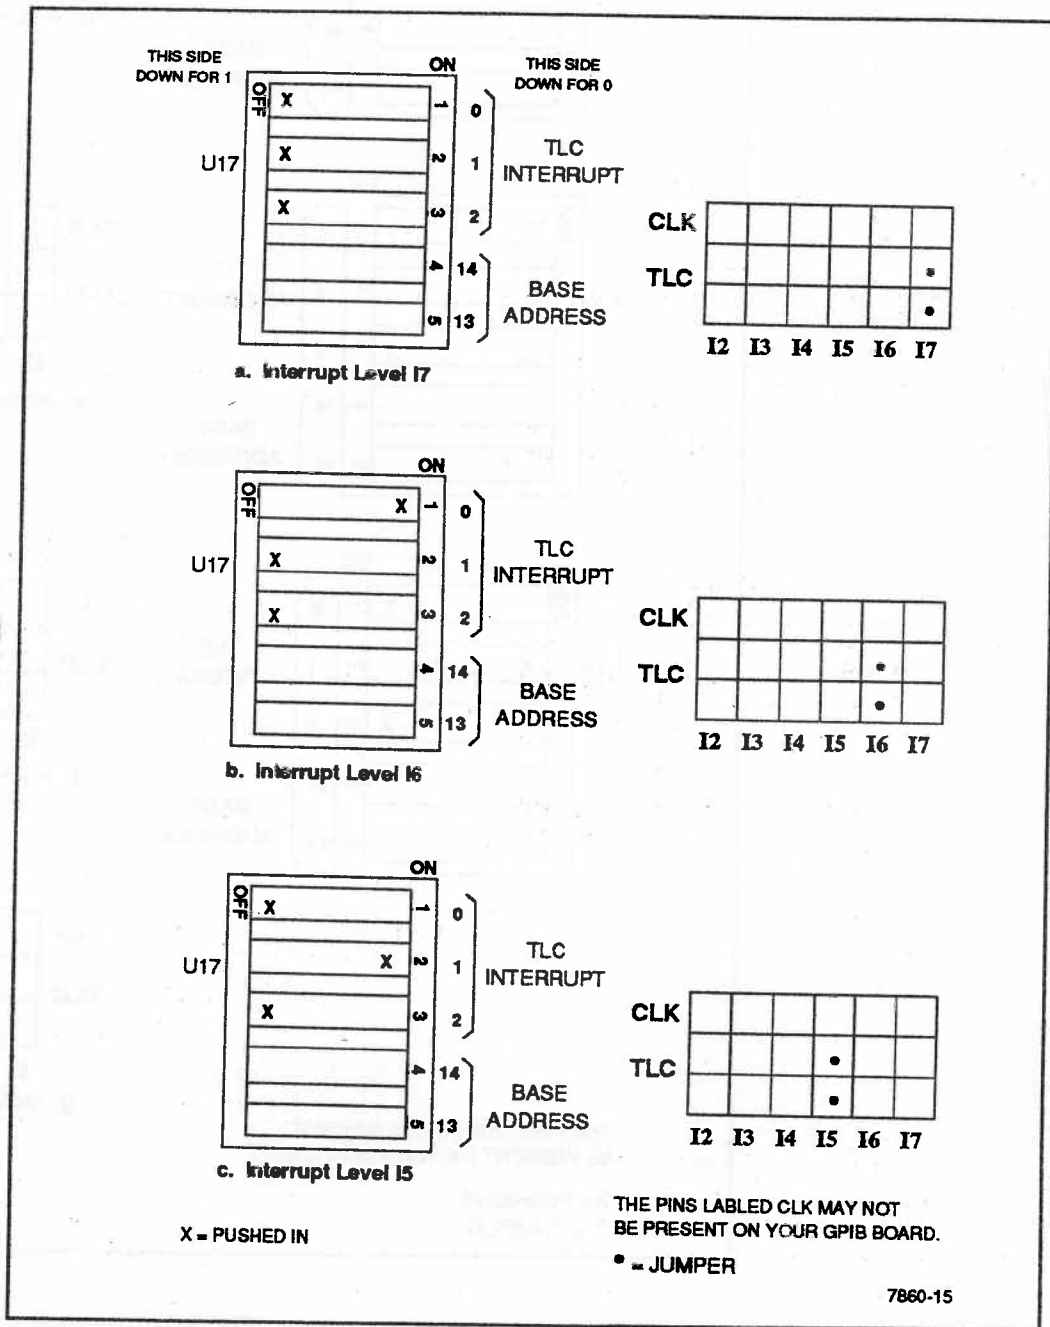 THIS SIDE
DOWN FOR 1
ON
THIS SIDE
DOWN FOR 0
OFF
X
1
0
U17
X
2
1
TLC
INTERRUPT
X
3
2
4
14
BASE
ADDRESS
5
13
CLK
TLC
I2 I3 I4 I5 I6 I7
a. Interrupt Level I7
ON
OFF
X
1
0
U17
X
2
1
TLC
INTERRUPT
X
3
2
4
14
BASE
ADDRESS
5
13
CLK
TLC
I2 I3 I4 I5 I6 I7
b. Interrupt Level I6
ON
OFF
X
1
0
U17
X
2
1
TLC
INTERRUPT
X
3
2
4
14
BASE
ADDRESS
5
13
CLK
TLC
I2 I3 I4 I5 I6 I7
c. Interrupt Level I5
X = PUSHED IN
THE PINS LABLED CLK MAY NOT
BE PRESENT ON YOUR GPIB BOARD.
• = JUMPER
7860-15